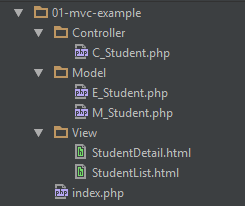 01-mvc-example
Controller
C_Student.php
Model
E_Student.php
M_Student.php
View
StudentDetail.html
StudentList.html
index.php